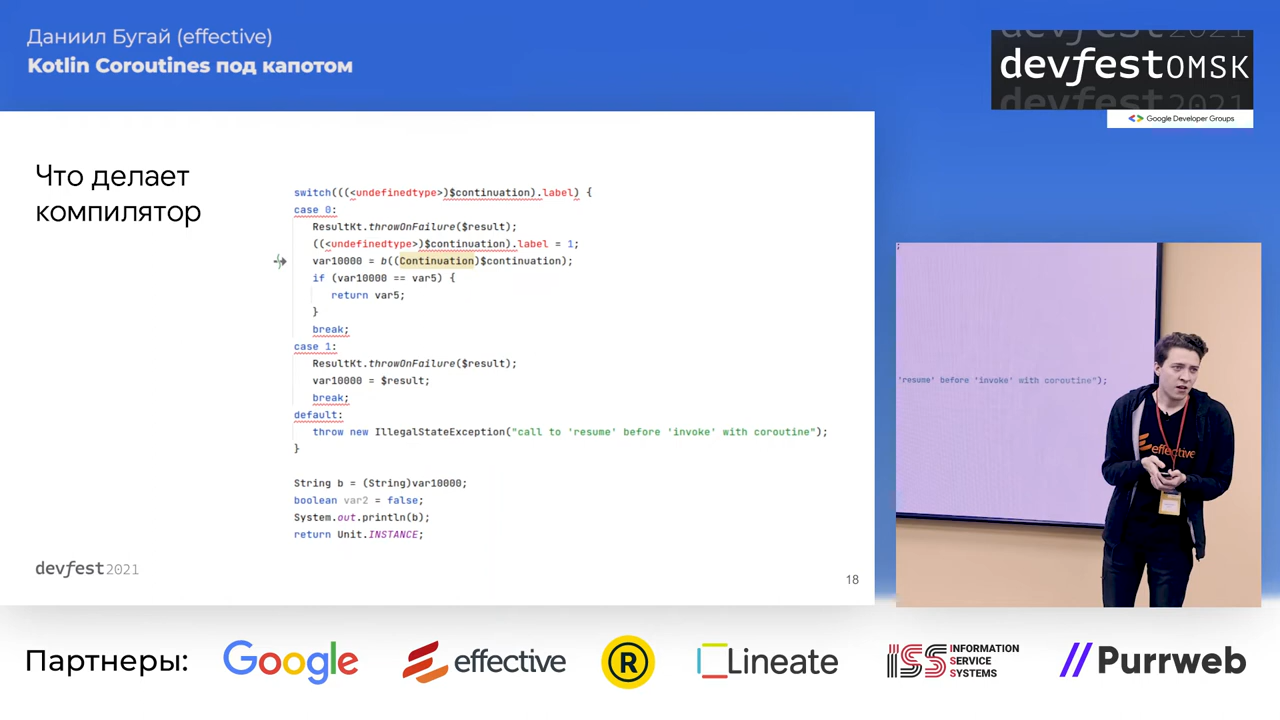 Даниил Бугай (effective)
Kotlin Coroutines под капотом
devfest2021
devfestOMSK
devfest2021
Google Developer Groups
Что делает
компилятор
switch(((<undefinedtype>)$continuation).label) {
case 0:
ResultKt.throwOnFailure($result);
((<undefinedtype>)$continuation).label = 1;
var10000 = b((Continuation)$continuation);
if (var10000 == var5) {
return var5;
}
break;
case 1:
ResultKt.throwOnFailure($result);
var10000 = $result;
break;
default:
throw new IllegalStateException("call to 'resume' before 'invoke' with coroutine");
}
String b = (String)var10000;
boolean var2 = false;
System.out.println(b);
return Unit.INSTANCE;
devfest2021
18
;
'resume' before 'invoke' with coroutine");
effective
Партнеры:
Google
effective
R
Lineate
ISS INFORMATION
SERVICE
SYSTEMS
Purrweb